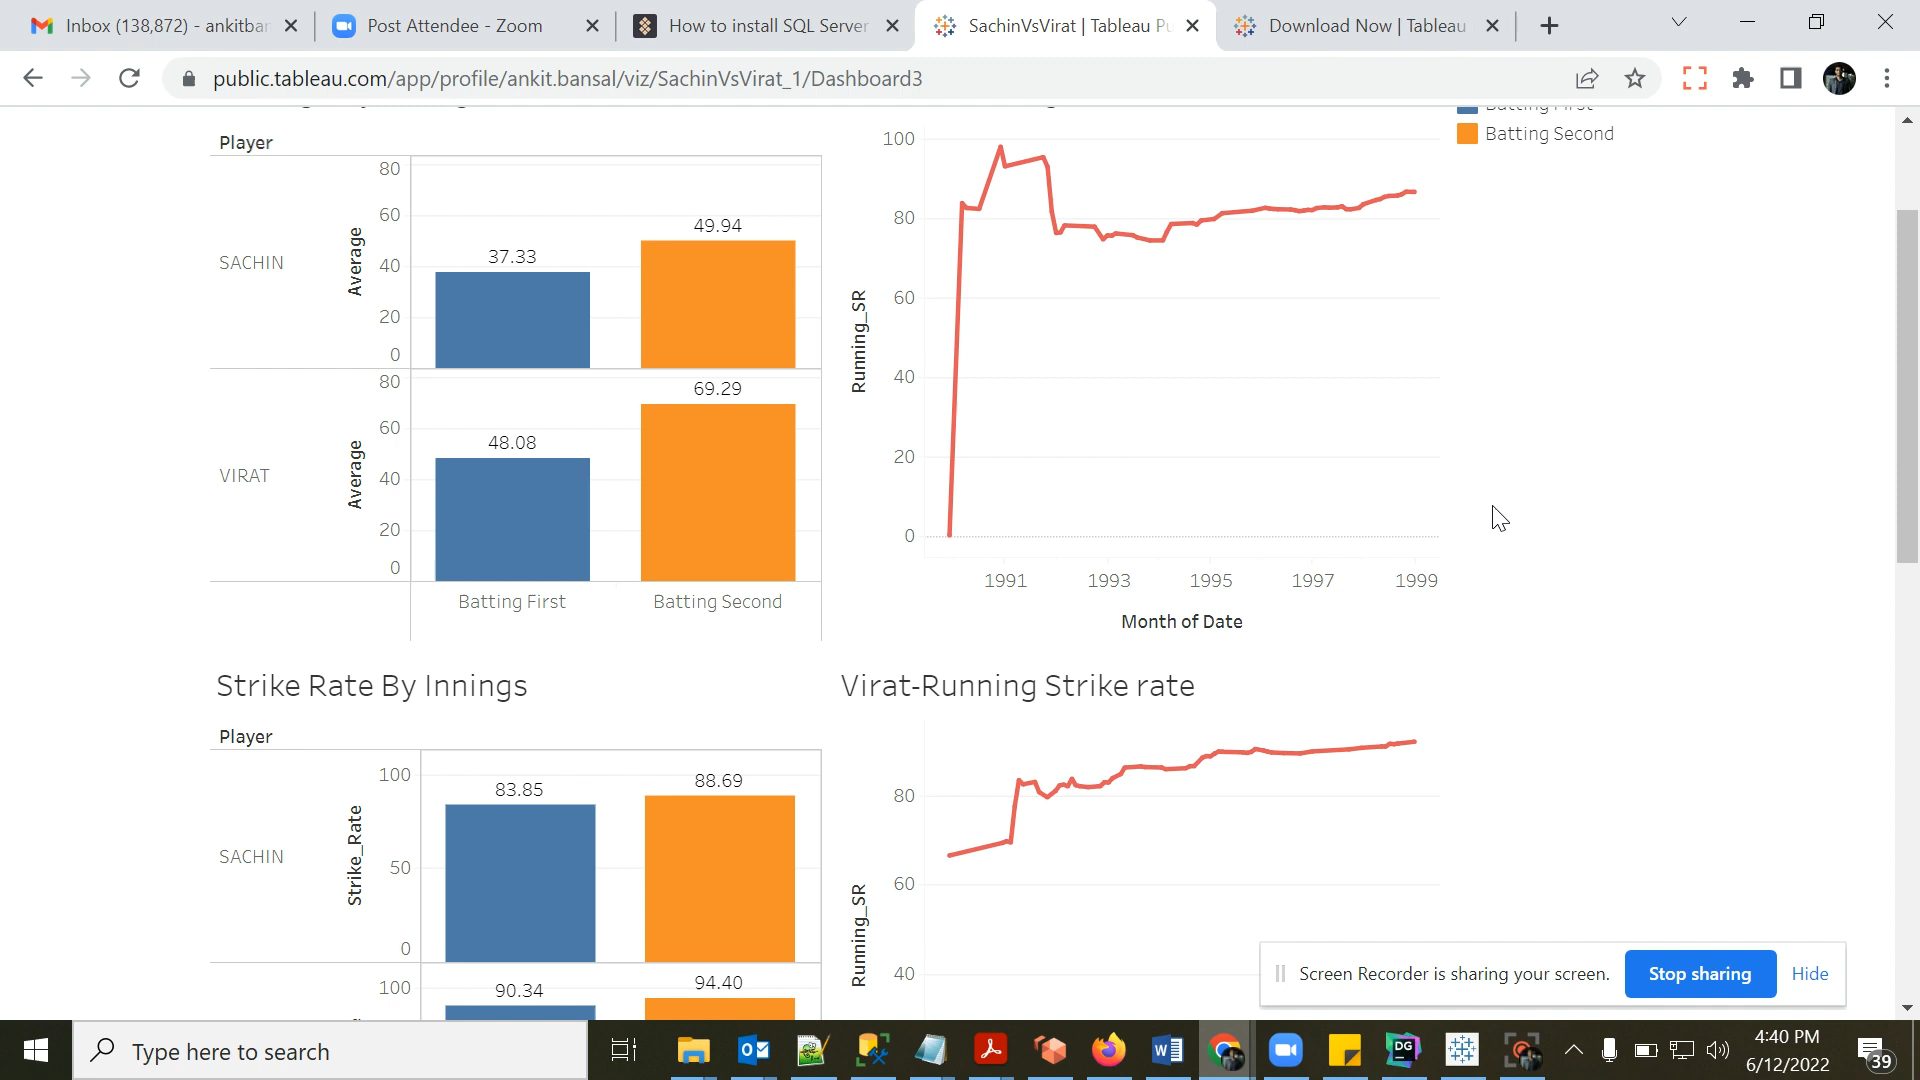 Inbox (138,872) - ankitbar
Post Attendee - Zoom
How to install SQL Server
SachinVsVirat | Tableau Pu
Download Now | Tableau
public.tableau.com/app/profile/ankit.bansal/viz/SachinVsVirat_1/Dashboard3
Batting Second
Player
SACHIN
Average
80
60
40
20
0
37.33
49.94
VIRAT
Average
80
60
40
20
0
48.08
69.29
Batting First
Batting Second
Running_SR
100
80
60
40
20
0
1991
1993
1995
1997
1999
Month of Date
Strike Rate By Innings
Player
SACHIN
Strike_Rate
100
50
0
83.85
88.69
100
90.34
94.40
Virat-Running Strike rate
Running_SR
80
60
40
Screen Recorder is sharing your screen.
Stop sharing
Hide
Type here to search
DG
4:40 PM
6/12/2022
39